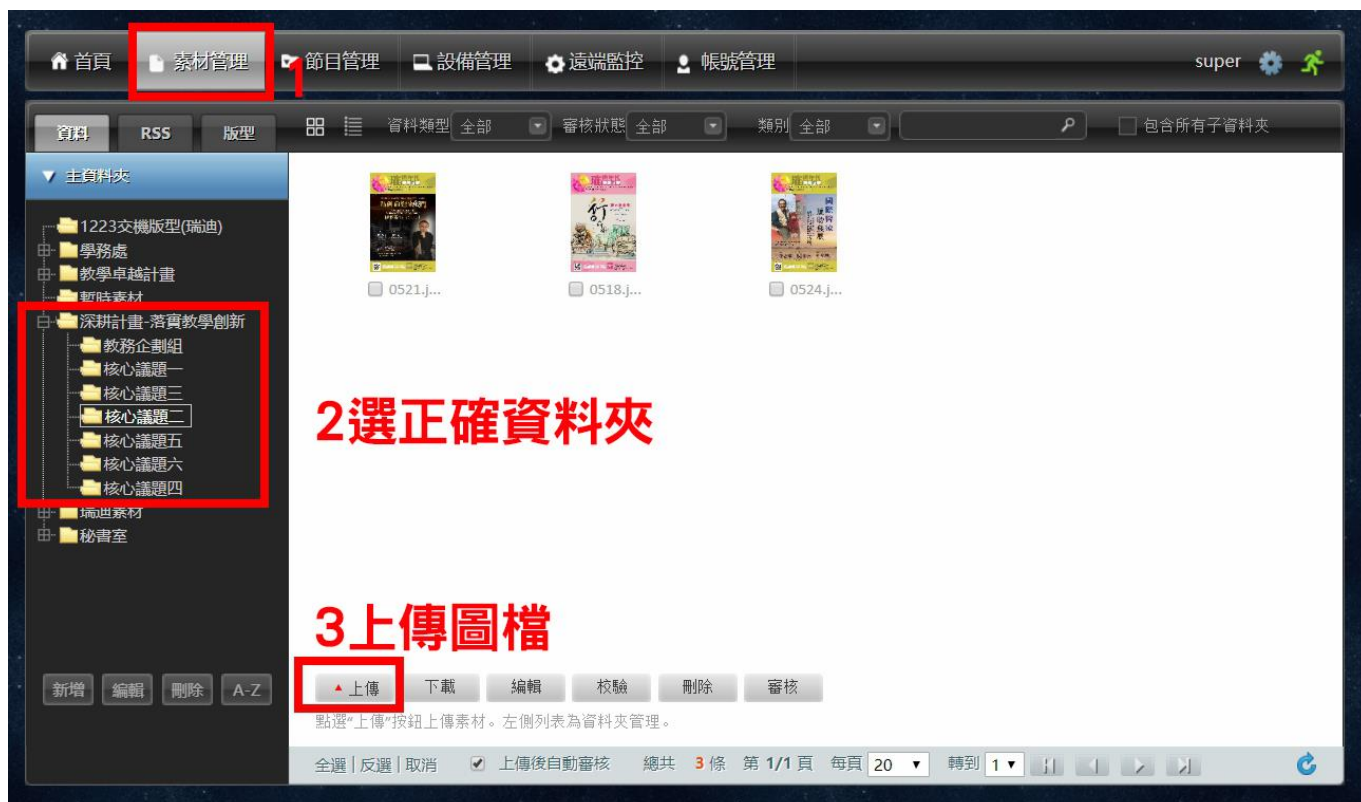 首頁 素材管理 節目管理 設備管理 遠端監控 帳號管理 super
1
資料 RSS 版型 資料類型 全部 審核狀態 全部 類別 全部 包含所有子資料夾
主資料夾
1223交機版型(瑞迪)
學務處
教學卓越計畫
暫時素材
深耕計畫-落實教學創新
教務企劃組
核心議題一
核心議題三
核心議題二
核心議題五
核心議題六
核心議題四
瑞迪素材
秘書室
新增 編輯 刪除 A-Z
0521.j... 0518.j... 0524.j...
2選正確資料夾
3上傳圖檔
上傳 下載 編輯 校驗 刪除 審核
點選"上傳"按鈕上傳素材。左側列表為資料夾管理。
全選 | 反選 | 取消 上傳後自動審核 總共 3 條 第 1/1 頁 每頁 20 轉到 1